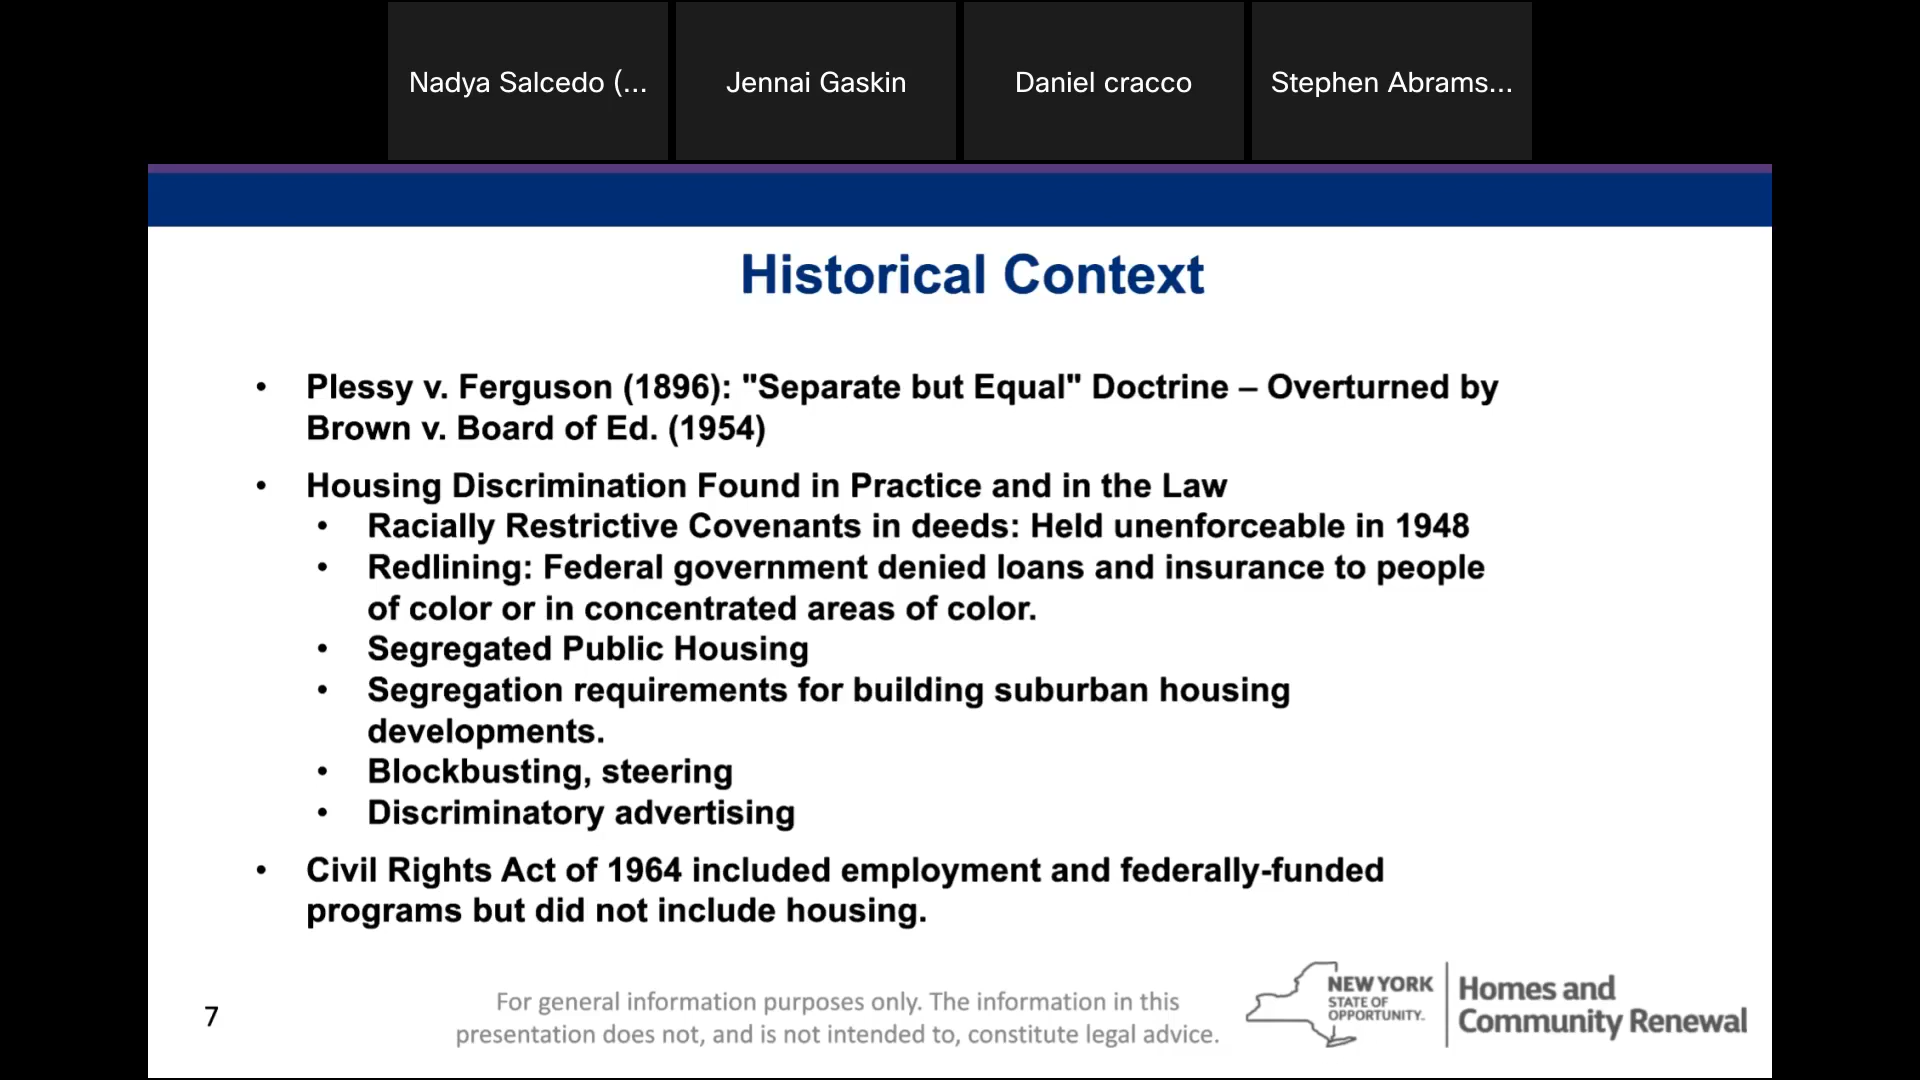 Nadya Salcedo (...
Jennai Gaskin
Daniel cracco
Stephen Abrams...
Historical Context
• Plessy v. Ferguson (1896): "Separate but Equal" Doctrine – Overturned by
Brown v. Board of Ed. (1954)
• Housing Discrimination Found in Practice and in the Law
• Racially Restrictive Covenants in deeds: Held unenforceable in 1948
• Redlining: Federal government denied loans and insurance to people
of color or in concentrated areas of color.
• Segregated Public Housing
• Segregation requirements for building suburban housing
developments.
• Blockbusting, steering
• Discriminatory advertising
• Civil Rights Act of 1964 included employment and federally-funded
programs but did not include housing.
7
For general information purposes only. The information in this
presentation does not, and is not intended to, constitute legal advice.
NEW YORK
STATE OF
OPPORTUNITY.
Homes and
Community Renewal